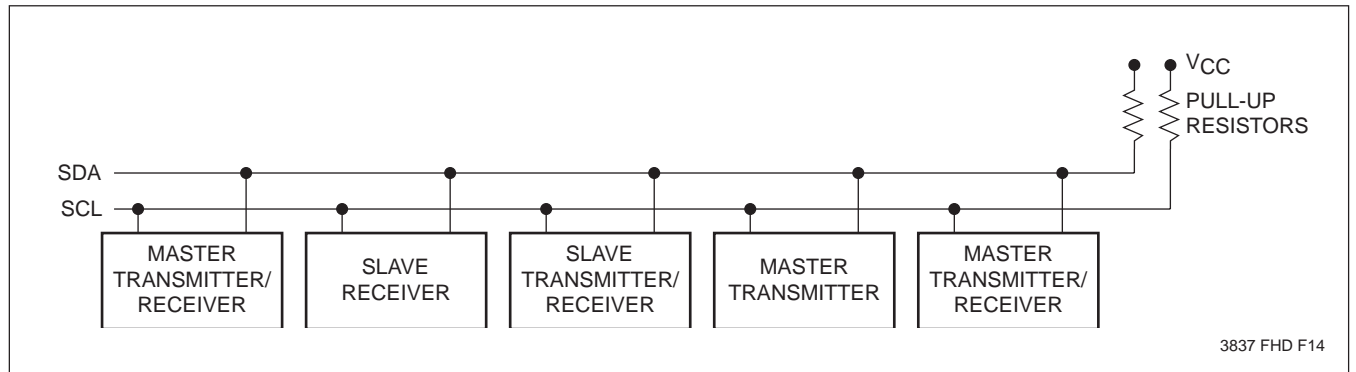 VCC
PULL-UP
RESISTORS
SDA
SCL
MASTER
TRANSMITTER/
RECEIVER
SLAVE
RECEIVER
SLAVE
TRANSMITTER/
RECEIVER
MASTER
TRANSMITTER
MASTER
TRANSMITTER/
RECEIVER
3837 FHD F14